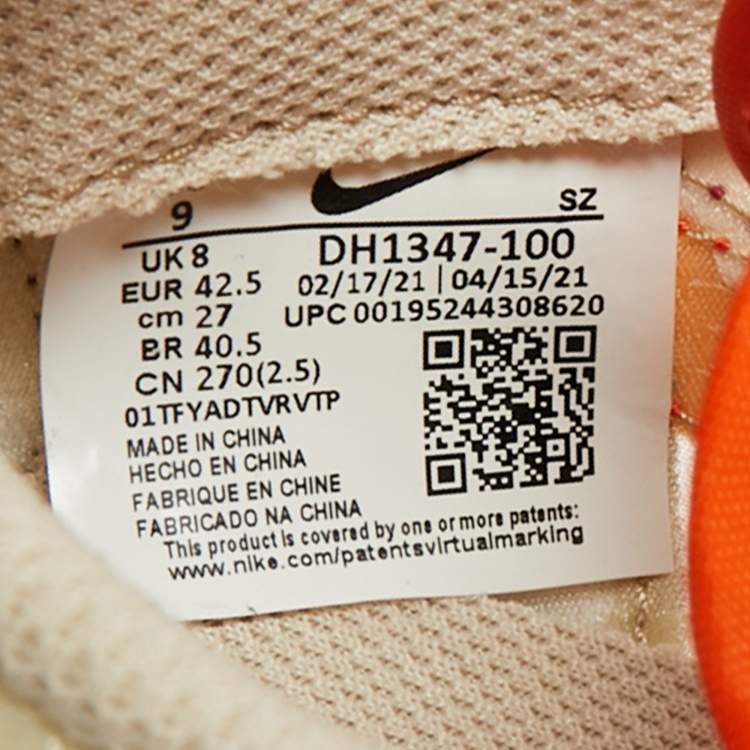 9
SZ
UK 8
EUR 42.5
cm 27
BR 40.5
CN 270(2.5)
DH1347-100
02/17/21 | 04/15/21
UPC 00195244308620
01TFYADTVRVTP
MADE IN CHINA
HECHO EN CHINA
FABRIQUE EN CHINE
FABRICADO NA CHINA
This product is covered by one or more patents:
www.nike.com/patentsvirtualmarking